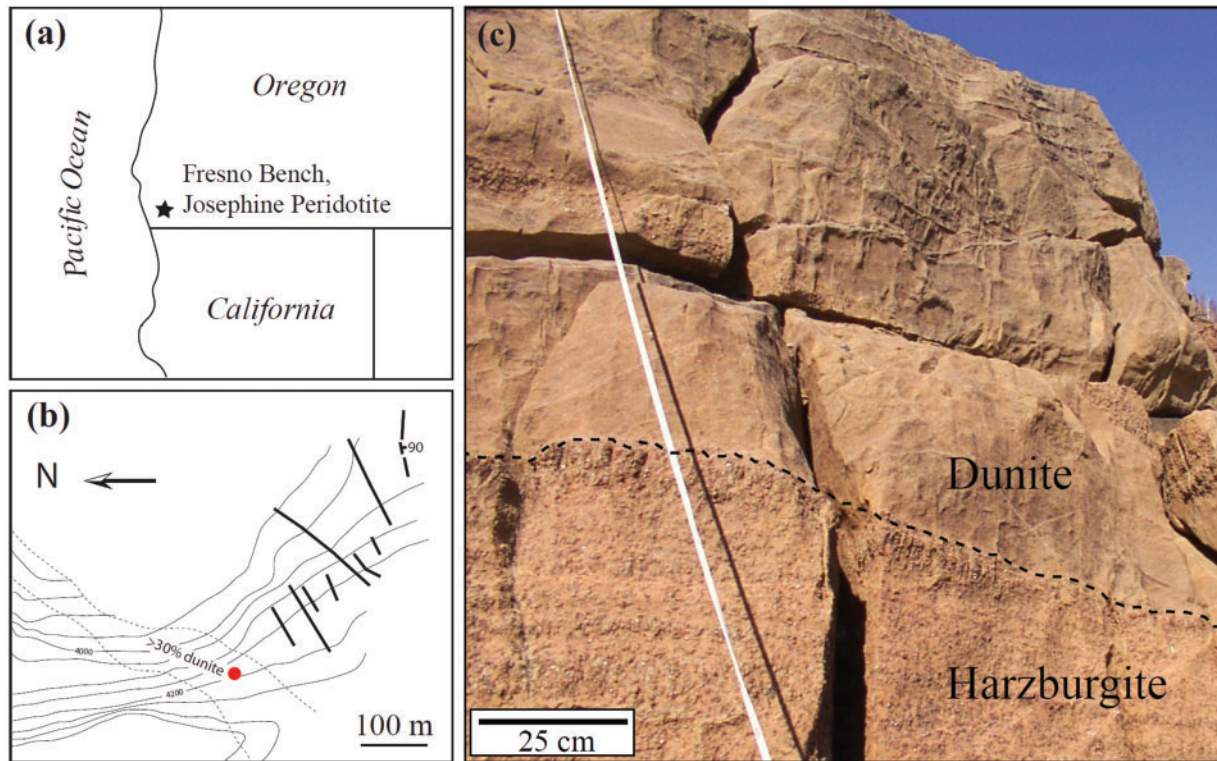 (a)
Oregon
Pacific Ocean
Fresno Bench,
Josephine Peridotite
California
(b)
N
90
4000
>30% dunite
4200
100 m
(c)
Dunite
Harzburgite
25 cm